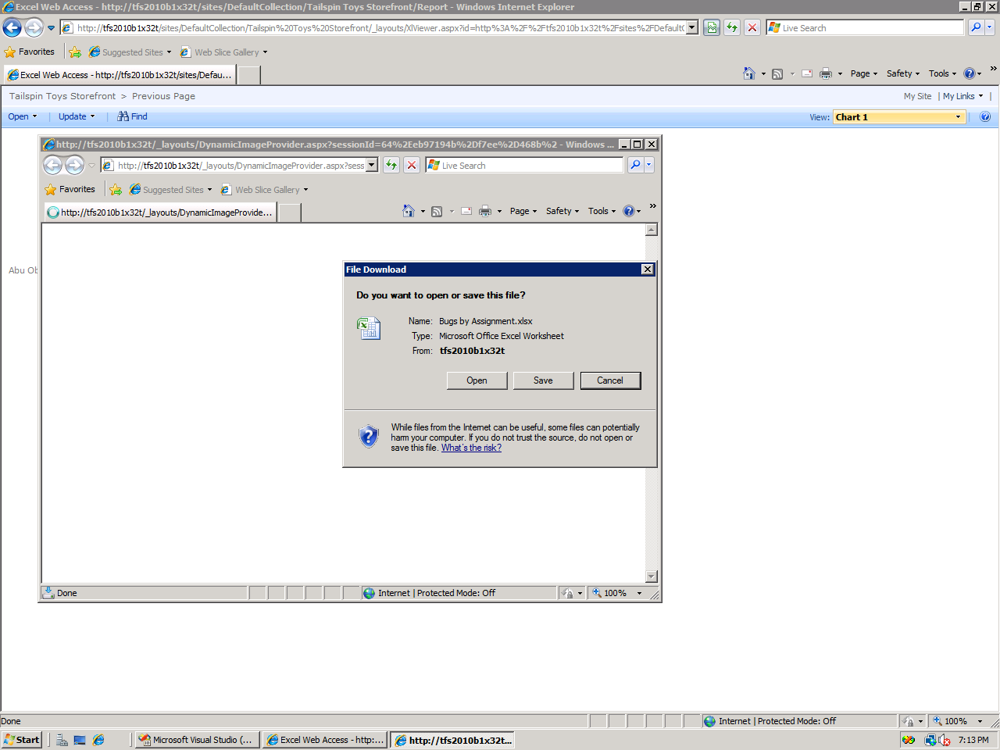 Excel Web Access - http://tfs2010b1x32t/sites/DefaultCollection/Tailspin Toys Storefront/Report - Windows Internet Explorer
http://tfs2010b1x32t/sites/DefaultCollection/Tailspin%20Toys%20Storefront/_layouts/XlViewer.aspx?id=http%3A%2F%2Ftfs2010b1x32t%2Fsites%2FDefaultC
Live Search
Favorites
Suggested Sites
Web Slice Gallery
Excel Web Access - http://tfs2010b1x32t/sites/Defau...
Page
Safety
Tools
»
Tailspin Toys Storefront > Previous Page
My Site | My Links |
Open | Update | Find
View: Chart 1
Abu Ob
http://tfs2010b1x32t/_layouts/DynamicImageProvider.aspx?sessionId=64%2Eeb97194b%2Df7ee%2D468b%2 - Windows ...
http://tfs2010b1x32t/_layouts/DynamicImageProvider.aspx?sess
Live Search
Favorites
Suggested Sites
Web Slice Gallery
http://tfs2010b1x32t/_layouts/DynamicImageProvide...
Page
Safety
Tools
»
File Download
Do you want to open or save this file?
Name: Bugs by Assignment.xlsx
Type: Microsoft Office Excel Worksheet
From: tfs2010b1x32t
Open
Save
Cancel
While files from the Internet can be useful, some files can potentially
harm your computer. If you do not trust the source, do not open or
save this file. What's the risk?
Done
Internet | Protected Mode: Off
100%
Done
Internet | Protected Mode: Off
100%
Start
Microsoft Visual Studio (...
Excel Web Access - http:...
http://tfs2010b1x32t...
7:13 PM